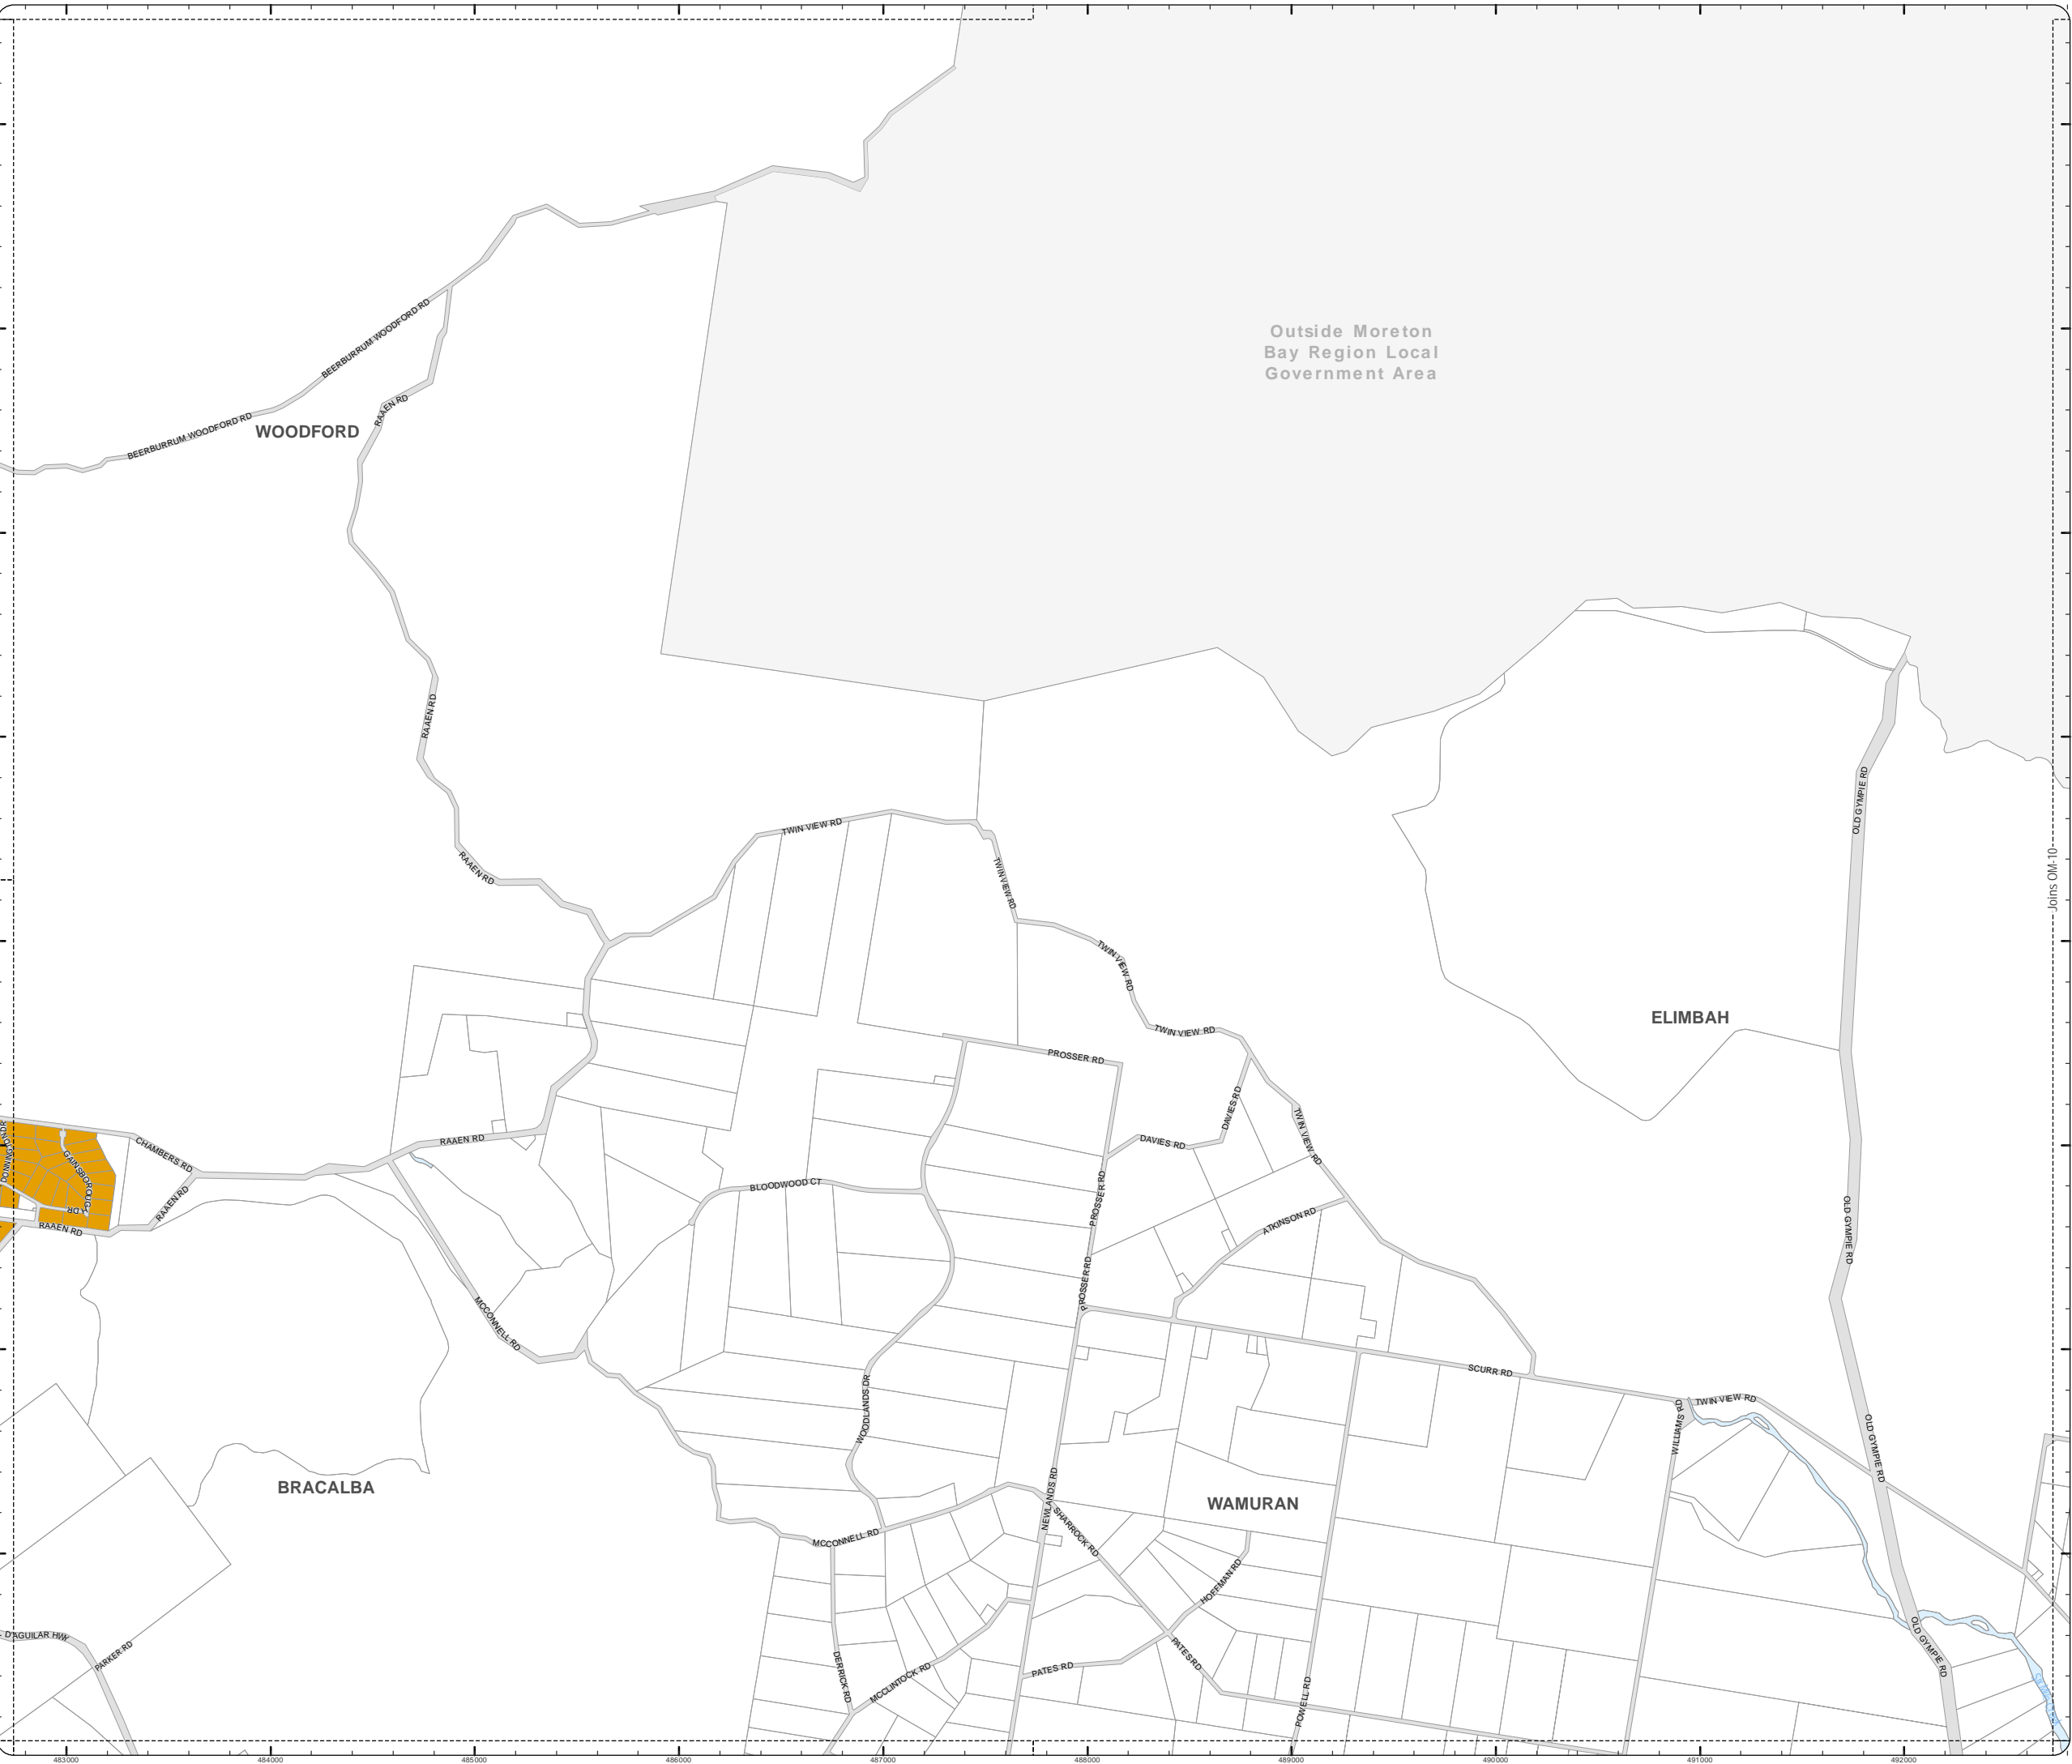 Outside Moreton
Bay Region Local
Government Area
BEERBURRUM WOODFORD RD
BEERBURRUM WOODFORD RD
RAAEN RD
WOODFORD
RAAEN RD
OLD GYMPIE RD
TWIN VIEW RD
RAAEN RD
TWIN VIEW RD
Joins OM-10
TWIN VIEW RD
ELIMBAH
TWIN VIEW RD
PROSSER RD
DAVIES RD
TWIN VIEW RD
DAVIES RD
RAAEN RD
CHAMBERS RD
GAINSBOROUGH
DR
RAAEN RD
RAAEN RD
BLOODWOOD CT
PROSSER RD
ATKINSON RD
OLD GYMPIE RD
PROSSER RD
MCCONNELL RD
SCURR RD
WOODLANDS DR
TWIN VIEW RD
WILLIAMS RD
OLD GYMPIE RD
BRACALBA
NEWLANDS RD
WAMURAN
SHARROCK RD
MCCONNELL RD
HOFFMAN RD
D'AGUILAR HWY
PARKER RD
DERRICK RD
MCCLINTOCK RD
PATES RD
PATES RD
OLD GYMPIE RD
POWELL RD
483000
484000
485000
486000
487000
488000
489000
490000
491000
492000